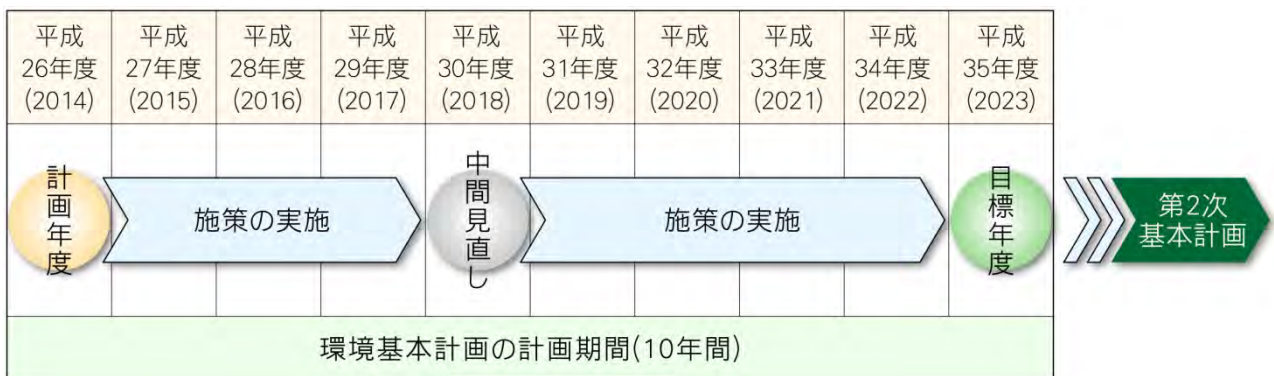 平成
26年度
(2014)
平成
27年度
(2015)
平成
28年度
(2016)
平成
29年度
(2017)
平成
30年度
(2018)
平成
31年度
(2019)
平成
32年度
(2020)
平成
33年度
(2021)
平成
34年度
(2022)
平成
35年度
(2023)
計画年度
施策の実施
中間見直し
施策の実施
目標年度
第2次
基本計画
環境基本計画の計画期間(10年間)